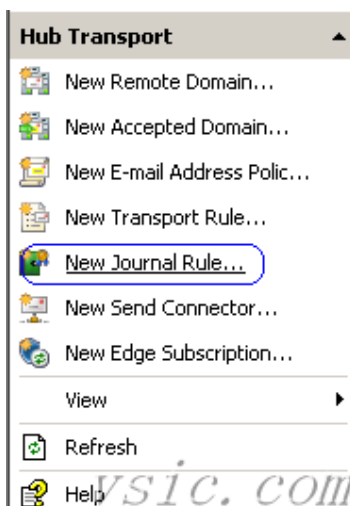 Hub Transport
New Remote Domain...
New Accepted Domain...
New E-mail Address Polic...
New Transport Rule...
New Journal Rule...
New Send Connector...
New Edge Subscription...
View
Refresh
Help
ysic. com